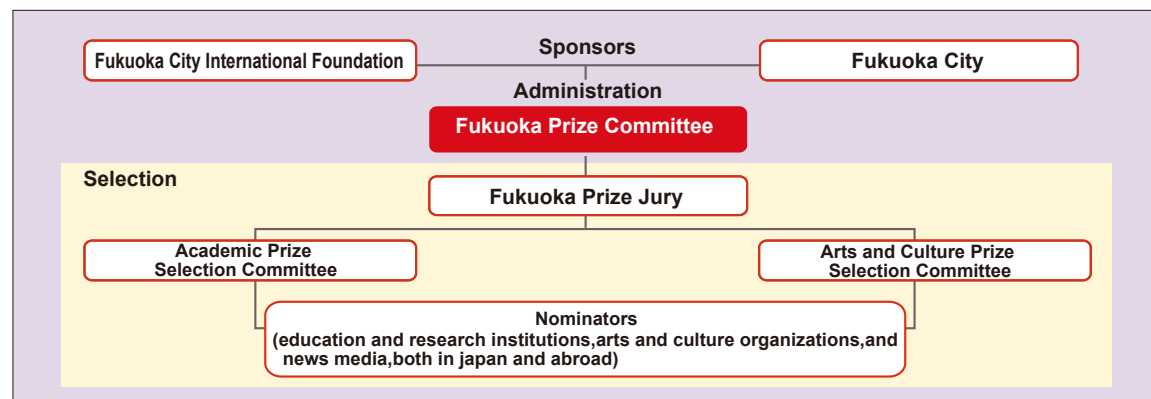 Sponsors
Fukuoka City International Foundation
Fukuoka City
Administration
Fukuoka Prize Committee
Selection
Fukuoka Prize Jury
Academic Prize
Selection Committee
Arts and Culture Prize
Selection Committee
Nominators
(education and research institutions,arts and culture organizations,and
news media,both in japan and abroad)